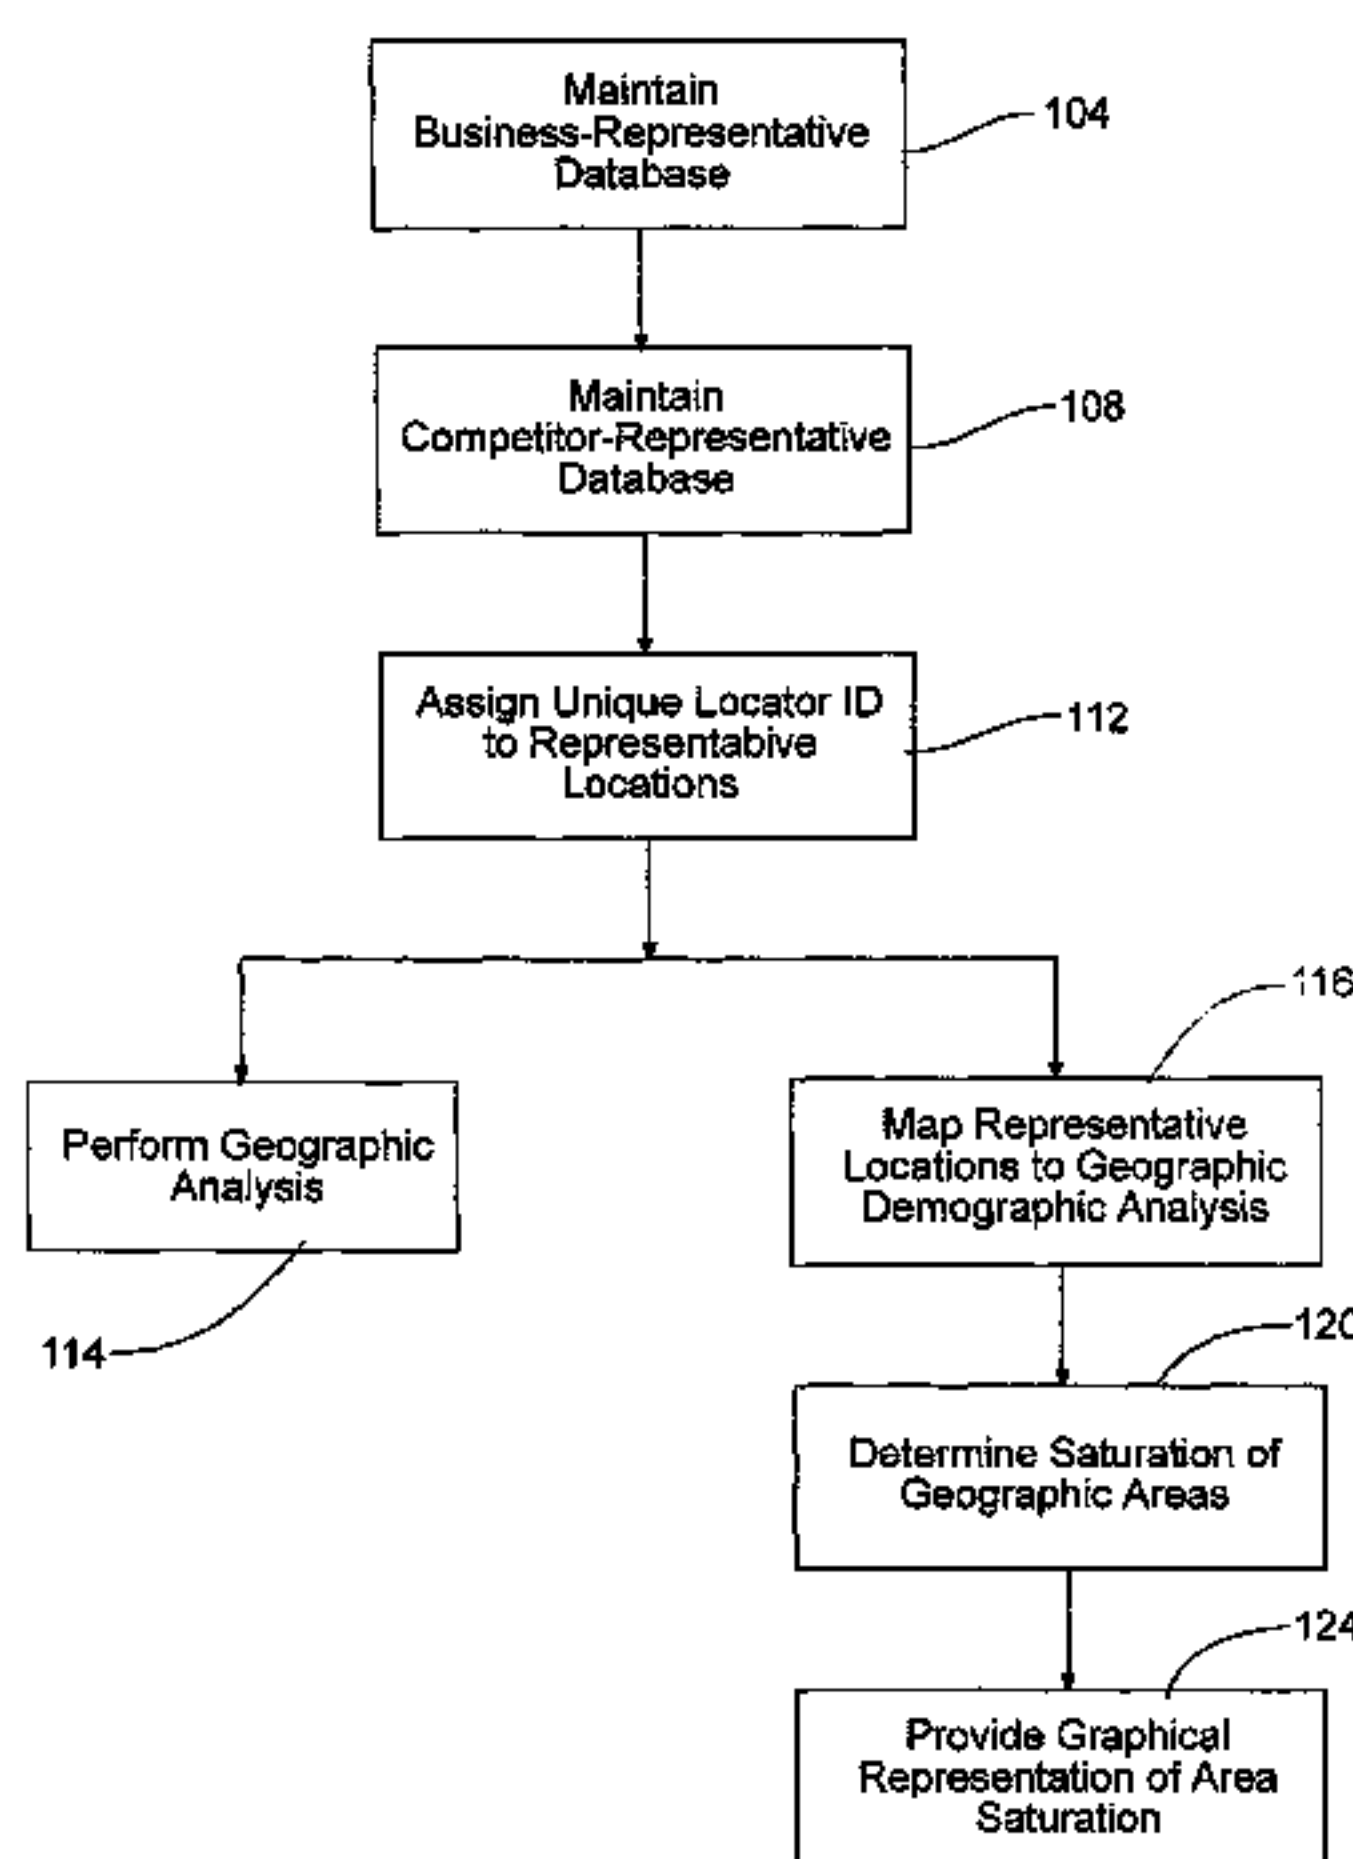 Maintain
Business-Representative
Database
104
Maintain
Competitor-Representative
Database
108
Assign Unique Locator ID
to Representabive
Locations
112
116
Perform Geographic
Analysis
Map Representative
Locations to Geographic
Demographic Analysis
114
120
Determine Saturation of
Geographic Areas
124
Provide Graphical
Representation of Area
Saturation